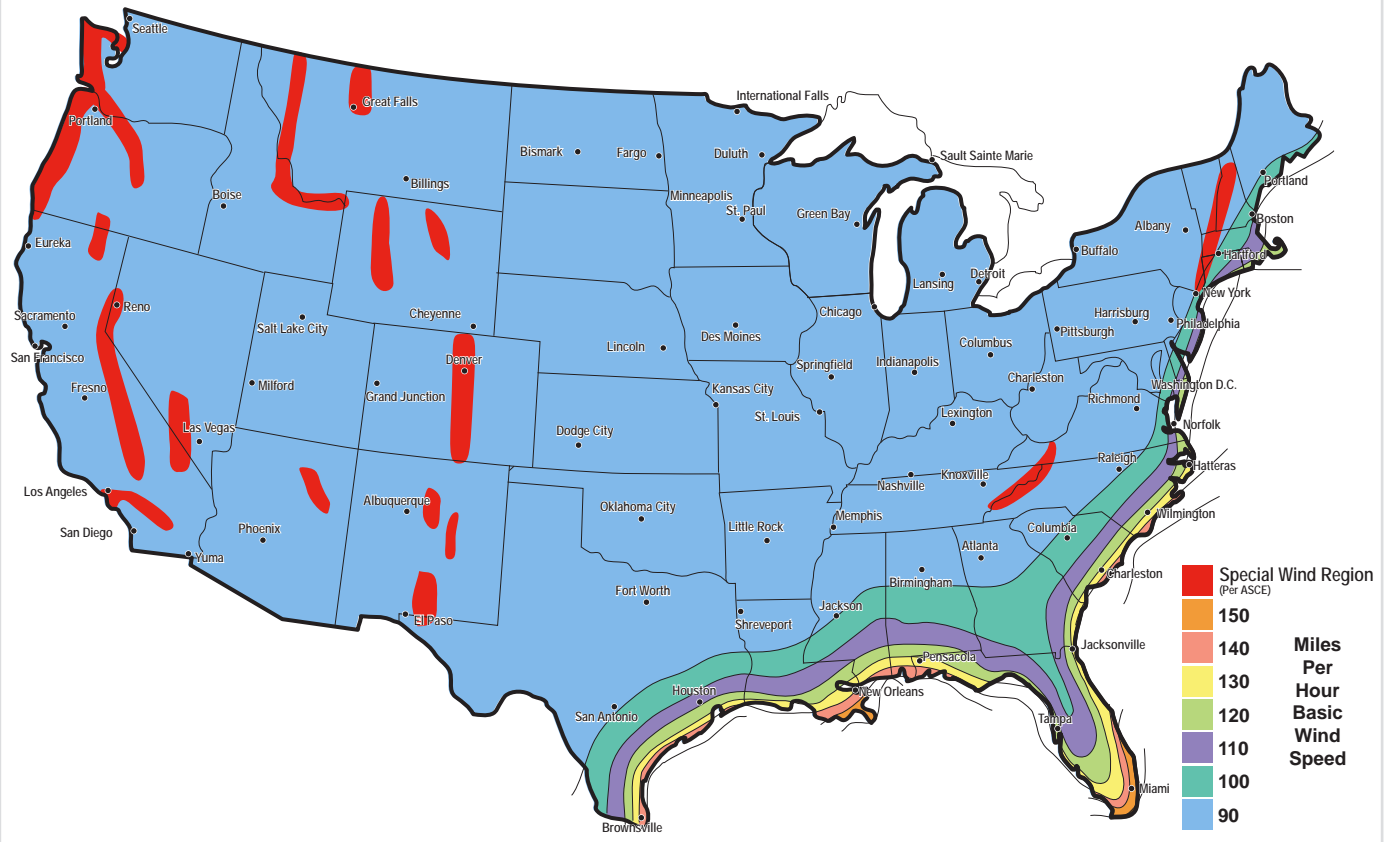 Seattle
Portland
Great Falls
International Falls
Bismark
Fargo
Duluth
Sault Sainte Marie
Billings
Boise
Minneapolis
St. Paul
Green Bay
Portland
Boston
Albany
Buffalo
Hartford
Eureka
Lansing
Detroit
New York
Reno
Sacramento
Salt Lake City
Cheyenne
Chicago
Harrisburg
Philadelphia
Pittsburgh
San Francisco
Denver
Lincoln
Des Moines
Columbus
Springfield
Indianapolis
Fresno
Milford
Grand Junction
Kansas City
Charleston
Washington D.C.
St. Louis
Lexington
Richmond
Las Vegas
Dodge City
Norfolk
Raleigh
Hatteras
Los Angeles
Albuquerque
Nashville
Knoxville
San Diego
Phoenix
Oklahoma City
Little Rock
Memphis
Columbia
Wilmington
Yuma
Atlanta
Birmingham
Charleston
Fort Worth
Jackson
El Paso
Shreveport
Jacksonville
Pensacola
Houston
New Orleans
San Antonio
Tampa
Miami
Brownsville
Special Wind Region
(Per ASCE)
150
140
130
120
110
100
90
Miles
Per
Hour
Basic
Wind
Speed